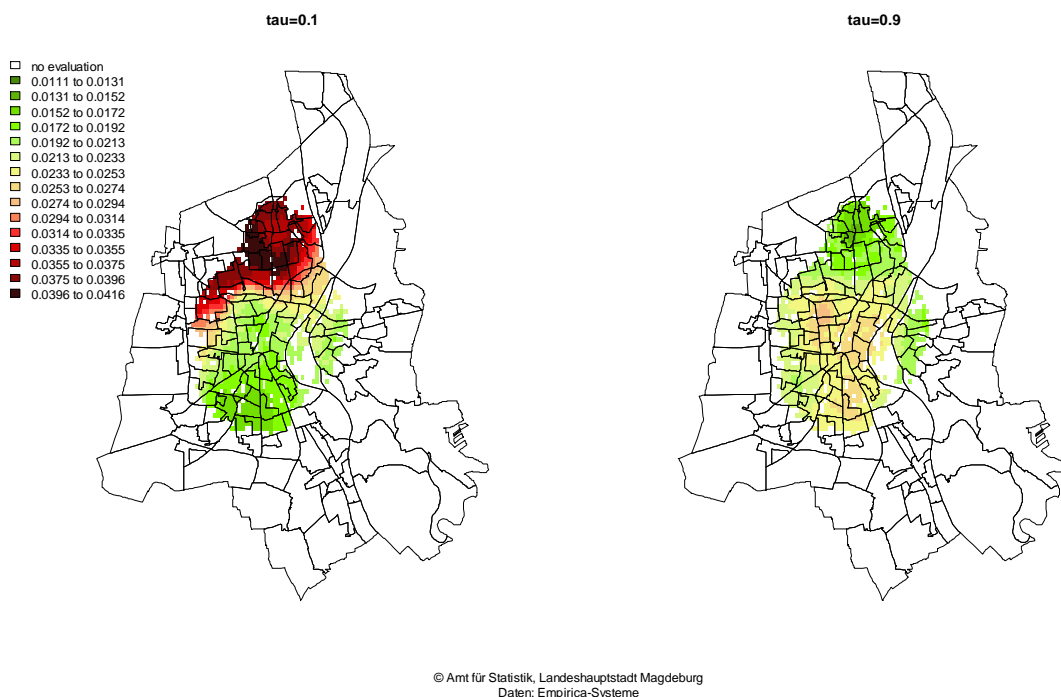 tau=0.1
tau=0.9
no evaluation
0.0111 to 0.0131
0.0131 to 0.0152
0.0152 to 0.0172
0.0172 to 0.0192
0.0192 to 0.0213
0.0213 to 0.0233
0.0233 to 0.0253
0.0253 to 0.0274
0.0274 to 0.0294
0.0294 to 0.0314
0.0314 to 0.0335
0.0335 to 0.0355
0.0355 to 0.0375
0.0375 to 0.0396
0.0396 to 0.0416
© Amt für Statistik, Landeshauptstadt Magdeburg
Daten: Empirica-Systeme